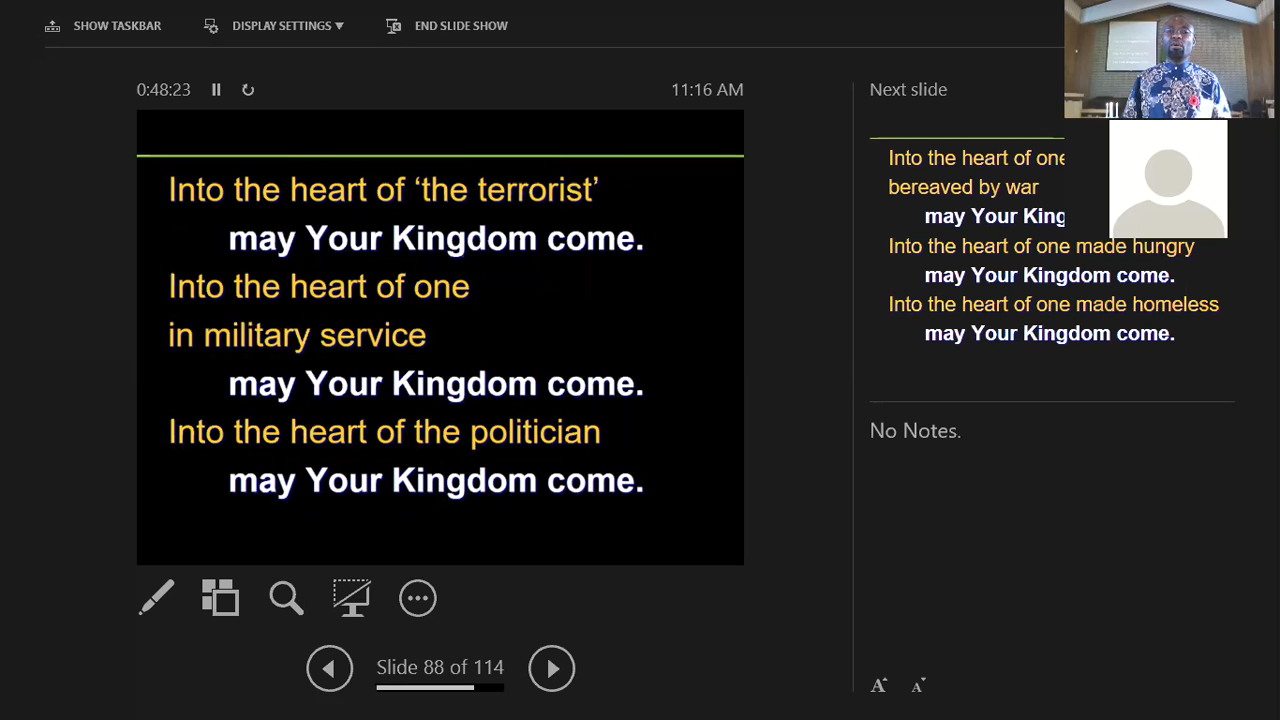 SHOW TASKBAR
DISPLAY SETTINGS ▼
END SLIDE SHOW
0:48:23
11:16 AM
Into the heart of ‘the terrorist’
may Your Kingdom come.
Into the heart of one
in military service
may Your Kingdom come.
Into the heart of the politician
may Your Kingdom come.
Slide 88 of 114
Next slide
Into the heart of one
bereaved by war
may Your King
Into the heart of one made hungry
may Your Kingdom come.
Into the heart of one made homeless
may Your Kingdom come.
No Notes.
A A